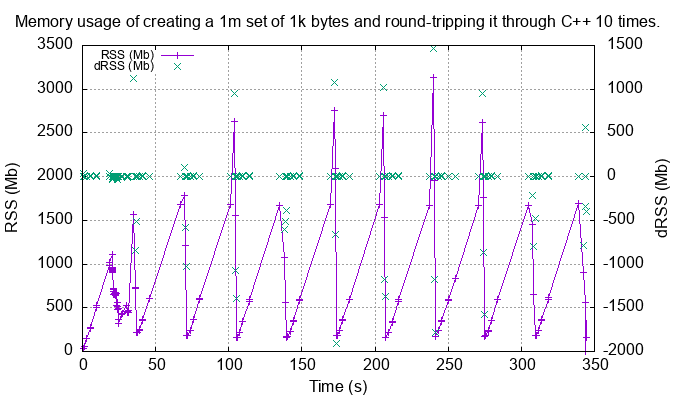 Memory usage of creating a 1m set of 1k bytes and round-tripping it through C++ 10 times.
3500 1500
RSS (Mb)
dRSS (Mb)
3000 1000
2500 500
2000 0
1500 -500
1000 -1000
500 -1500
0 -2000
RSS (Mb)
dRSS (Mb)
0 50 100 150 200 250 300 350
Time (s)